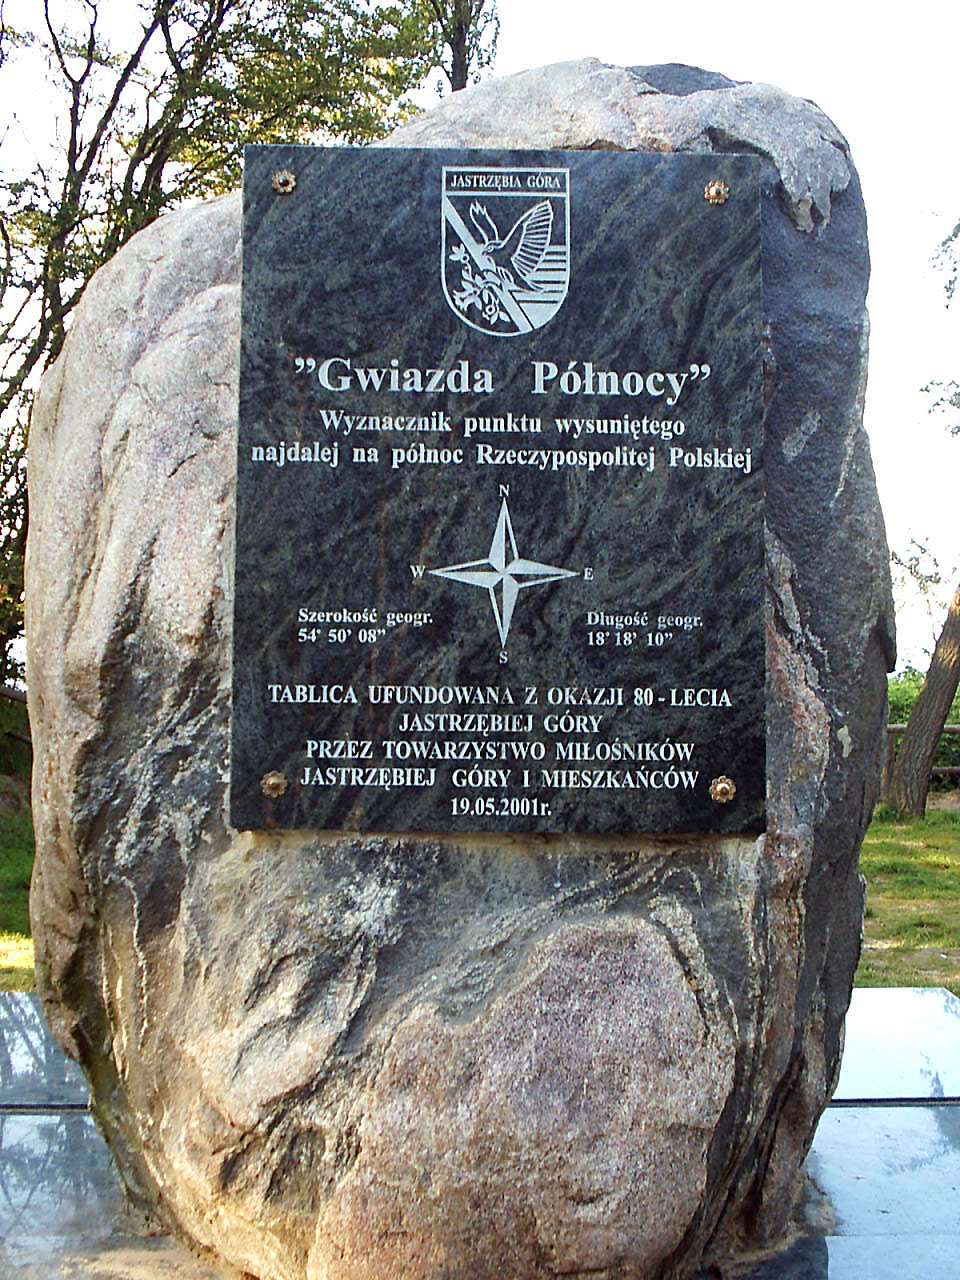 JASTRZĘBIA GÓRA
”Gwiazda Północy”
Wyznacznik punktu wysuniętego
najdalej na północ Rzeczypospolitej Polskiej
N
W E
Szerokość geogr.
54° 50' 08”
Długość geogr.
18° 18' 10”
S
TABLICA UFUNDOWANA Z OKAZJI 80-LECIA
JASTRZĘBIEJ GÓRY
PRZEZ TOWARZYSTWO MIŁOŚNIKÓW
JASTRZĘBIEJ GÓRY I MIESZKAŃCÓW
19.05.2001r.